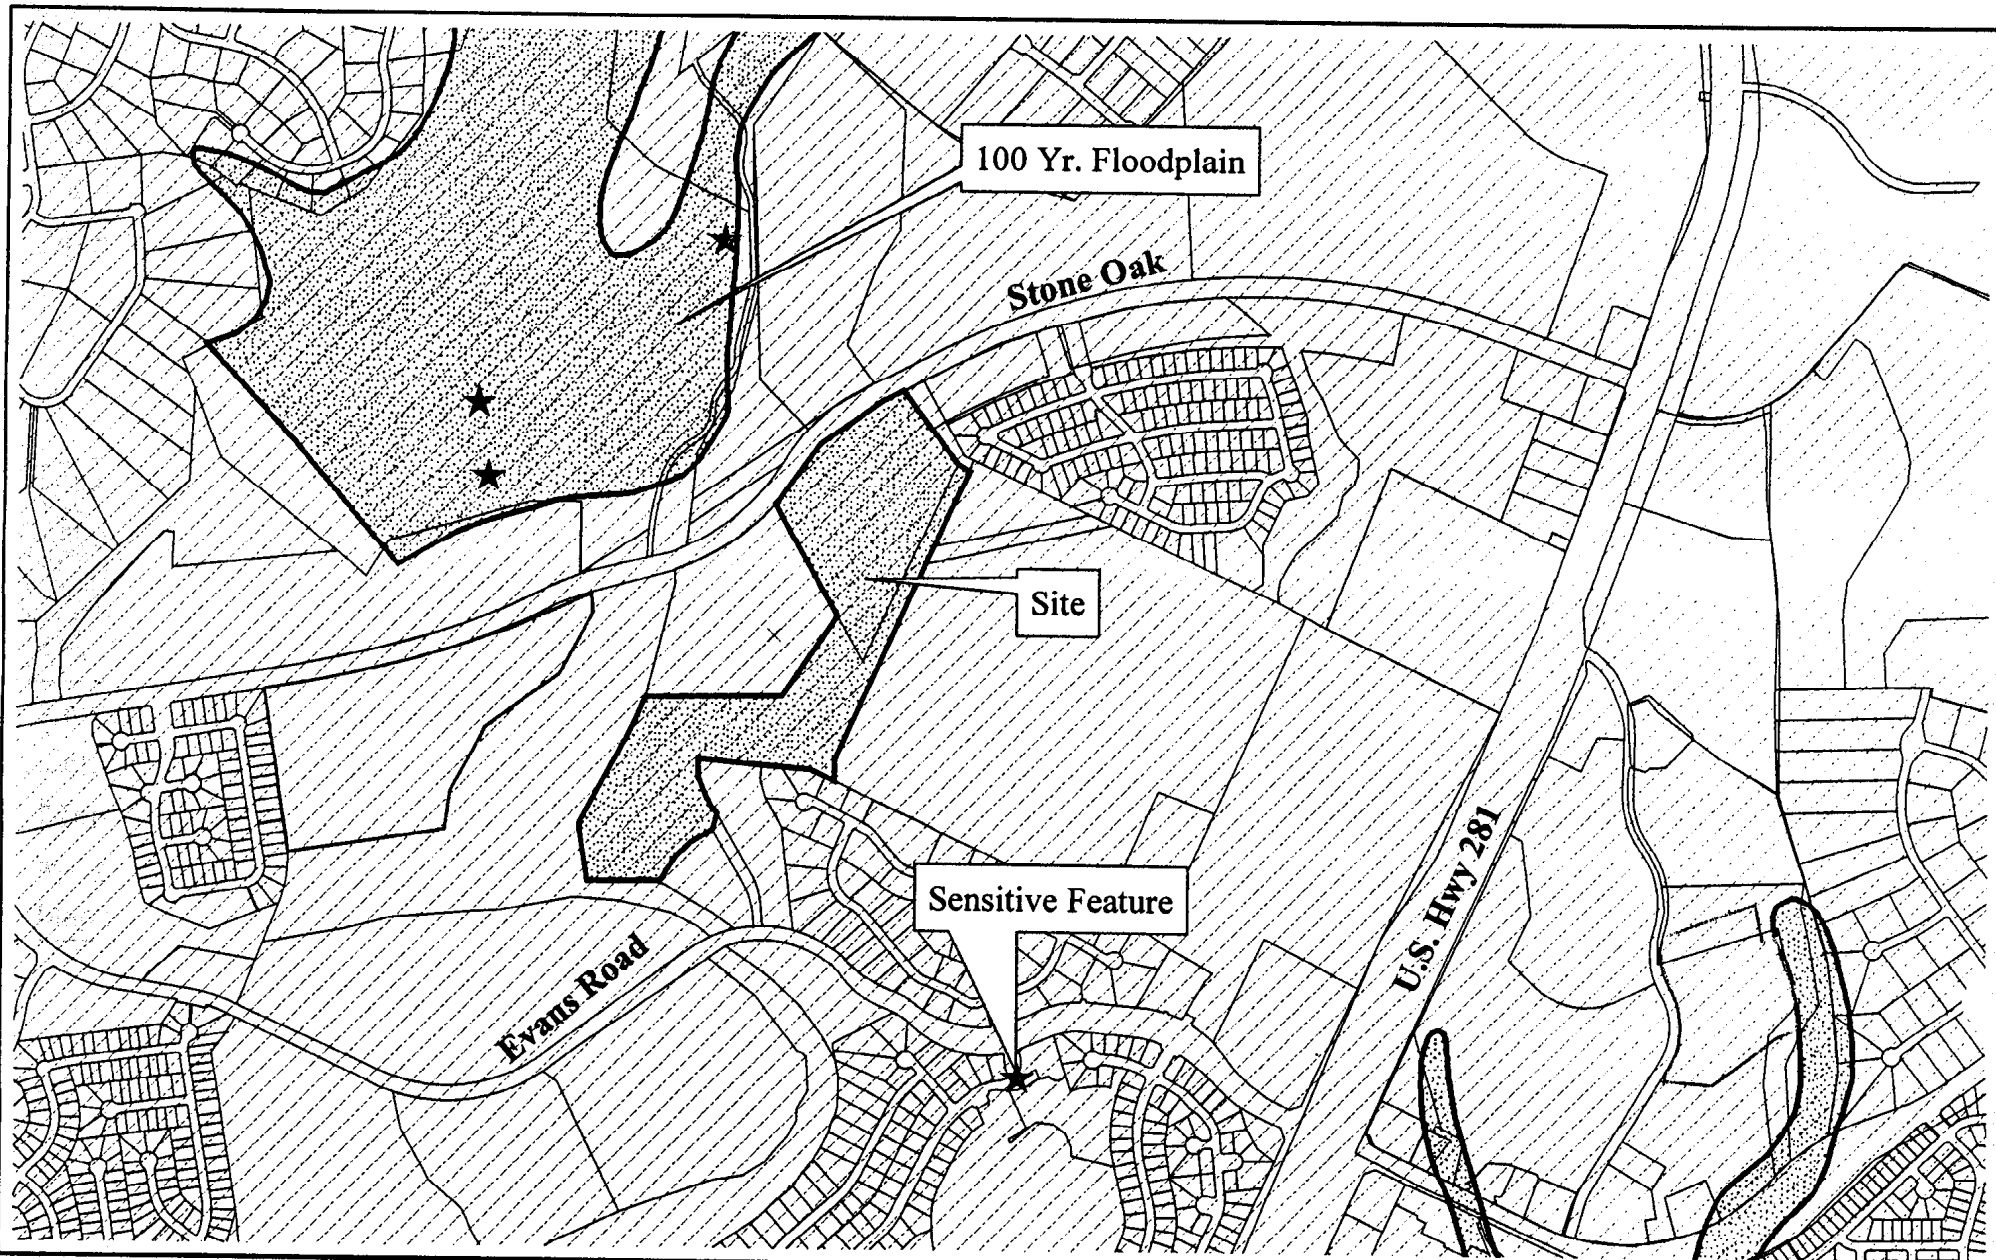 100 Yr. Floodplain
Stone Oak
Site
U.S. Hwy 281
Sensitive Feature
Evans Road